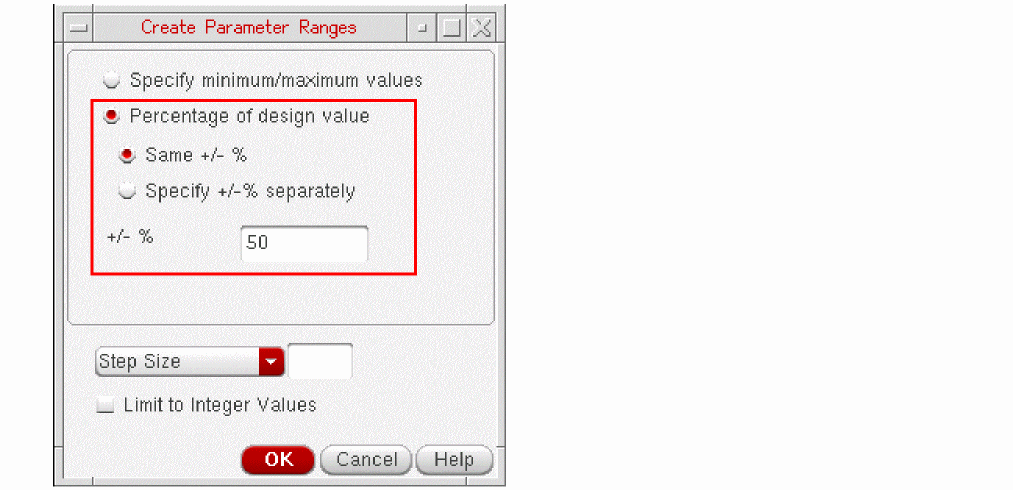 Create Parameter Ranges
Specify minimum/maximum values
Percentage of design value
Same +/- %
Specify +/-% separately
+/- % 50
Step Size
Limit to Integer Values
OK Cancel Help